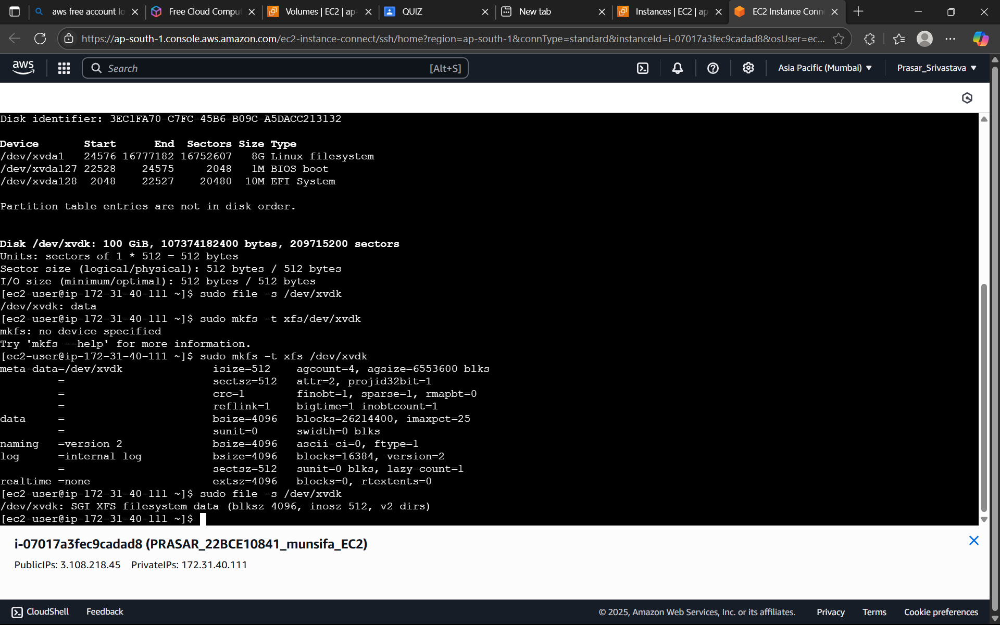 aws free account lo
Free Cloud Comput
Volumes | EC2 | ap-
QUIZ
New tab
Instances | EC2 | ap
EC2 Instance Conn
https://ap-south-1.console.aws.amazon.com/ec2-instance-connect/ssh/home?region=ap-south-1&connType=standard&instanceId=i-07017a3fec9cadad8&osUser=ec...
aws
Search
[Alt+S]
Asia Pacific (Mumbai)
Prasar_Srivastava
Disk identifier: 3EC1FA70-C7FC-45B6-B09C-A5DACC213132
Device       Start      End  Sectors Size Type
/dev/xvda1   24576 16777182 16752607   8G Linux filesystem
/dev/xvda127 22528    24575     2048   1M BIOS boot
/dev/xvda128  2048    22527    20480  10M EFI System
Partition table entries are not in disk order.
Disk /dev/xvdk: 100 GiB, 107374182400 bytes, 209715200 sectors
Units: sectors of 1 * 512 = 512 bytes
Sector size (logical/physical): 512 bytes / 512 bytes
I/O size (minimum/optimal): 512 bytes / 512 bytes
[ec2-user@ip-172-31-40-111 ~]$ sudo file -s /dev/xvdk
/dev/xvdk: data
[ec2-user@ip-172-31-40-111 ~]$ sudo mkfs -t xfs/dev/xvdk
mkfs: no device specified
Try 'mkfs --help' for more information.
[ec2-user@ip-172-31-40-111 ~]$ sudo mkfs -t xfs /dev/xvdk
meta-data=/dev/xvdk              isize=512    agcount=4, agsize=6553600 blks
         =                       sectsz=512   attr=2, projid32bit=1
         =                       crc=1        finobt=1, sparse=1, rmapbt=0
         =                       reflink=1    bigtime=1 inobtcount=1
data     =                       bsize=4096   blocks=26214400, imaxpct=25
         =                       sunit=0      swidth=0 blks
naming   =version 2              bsize=4096   ascii-ci=0, ftype=1
log      =internal log           bsize=4096   blocks=16384, version=2
         =                       sectsz=512   sunit=0 blks, lazy-count=1
realtime =none                   extsz=4096   blocks=0, rtextents=0
[ec2-user@ip-172-31-40-111 ~]$ sudo file -s /dev/xvdk
/dev/xvdk: SGI XFS filesystem data (blksz 4096, inosz 512, v2 dirs)
[ec2-user@ip-172-31-40-111 ~]$
i-07017a3fec9cadad8 (PRASAR_22BCE10841_munsifa_EC2)
PublicIPs: 3.108.218.45    PrivateIPs: 172.31.40.111
CloudShell
Feedback
© 2025, Amazon Web Services, Inc. or its affiliates.
Privacy
Terms
Cookie preferences